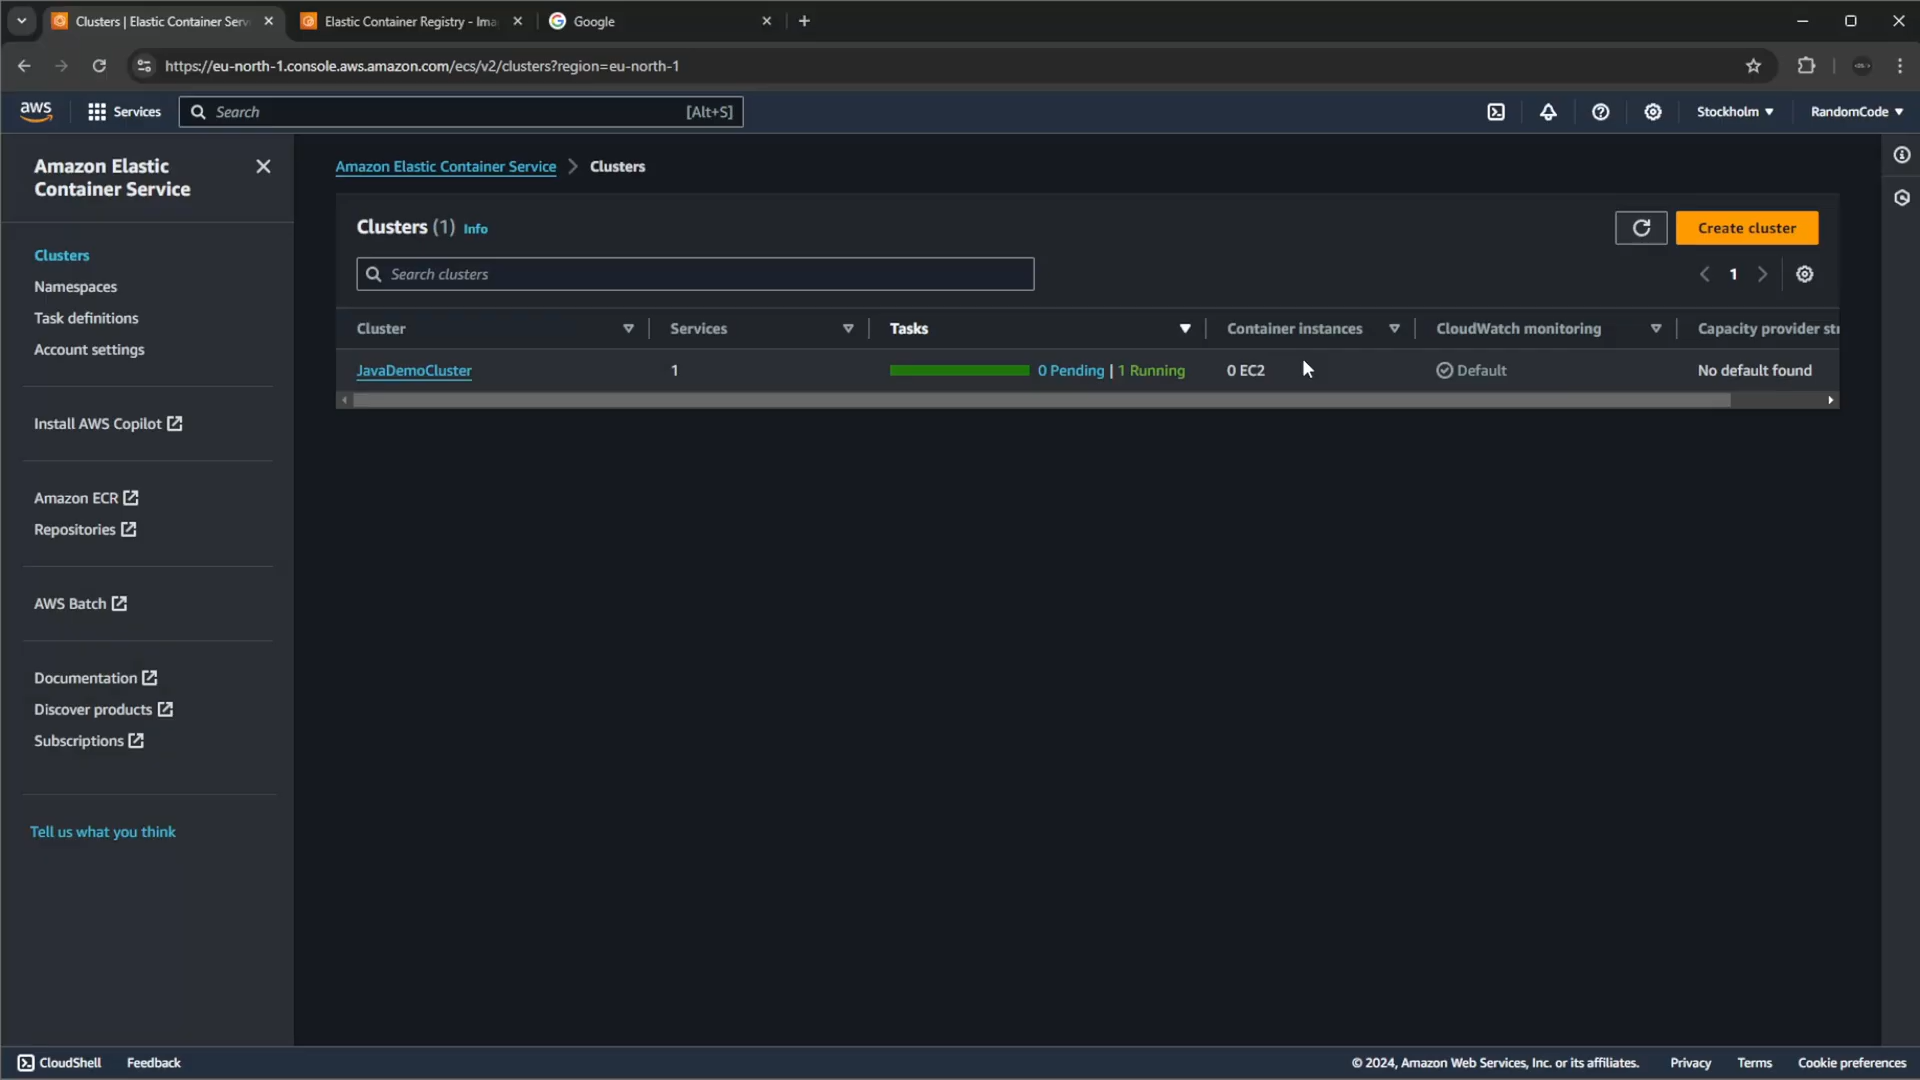 Clusters | Elastic Container Serv
Elastic Container Registry - Ima
Google
https://eu-north-1.console.aws.amazon.com/ecs/v2/clusters?region=eu-north-1
aws
Services
Search
[Alt+S]
Stockholm
RandomCode
Amazon Elastic
Container Service
Clusters
Namespaces
Task definitions
Account settings
Install AWS Copilot
Amazon ECR
Repositories
AWS Batch
Documentation
Discover products
Subscriptions
Tell us what you think
Amazon Elastic Container Service > Clusters
Clusters (1) Info
Create cluster
Search clusters
1
Cluster Services Tasks Container instances CloudWatch monitoring Capacity provider str
JavaDemoCluster 1 0 Pending | 1 Running 0 EC2 Default No default found
CloudShell Feedback
© 2024, Amazon Web Services, Inc. or its affiliates. Privacy Terms Cookie preferences